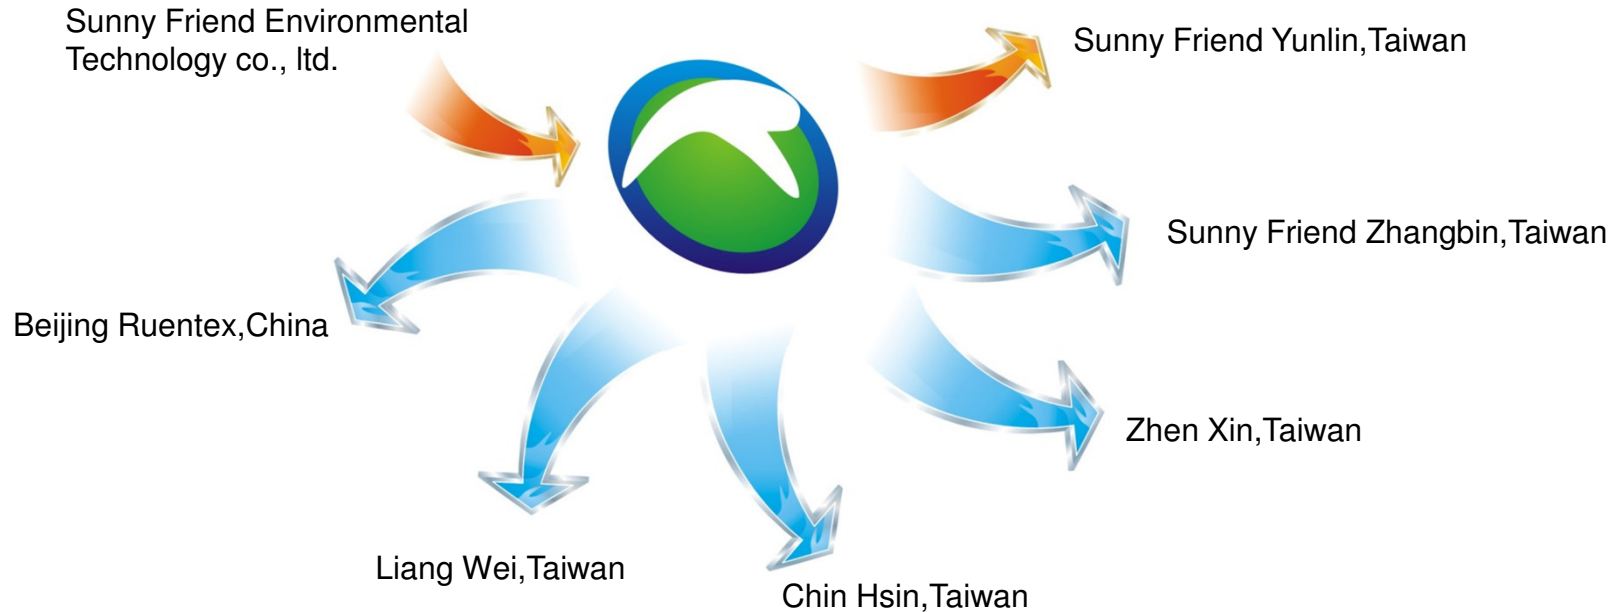 Sunny Friend Environmental
Technology co., ltd.
Sunny Friend Yunlin,Taiwan
Sunny Friend Zhangbin,Taiwan
Beijing Ruentex,China
Zhen Xin,Taiwan
Liang Wei,Taiwan
Chin Hsin,Taiwan